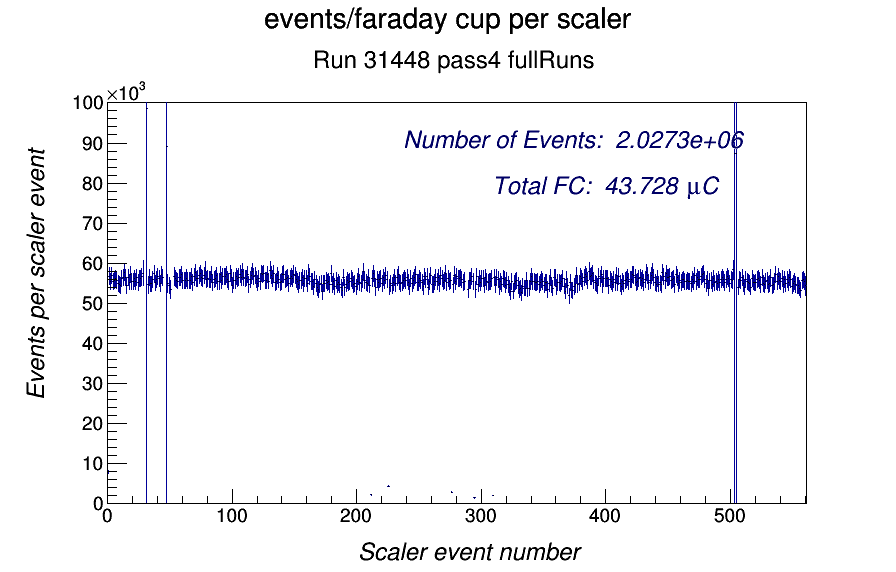 events/faraday cup per scaler
Run 31448 pass4 fullRuns
×10³
100
90
80
70
60
50
40
30
20
10
0
Events per scaler event
Number of Events: 2.0273e+06
Total FC: 43.728 μC
0 100 200 300 400 500
Scaler event number